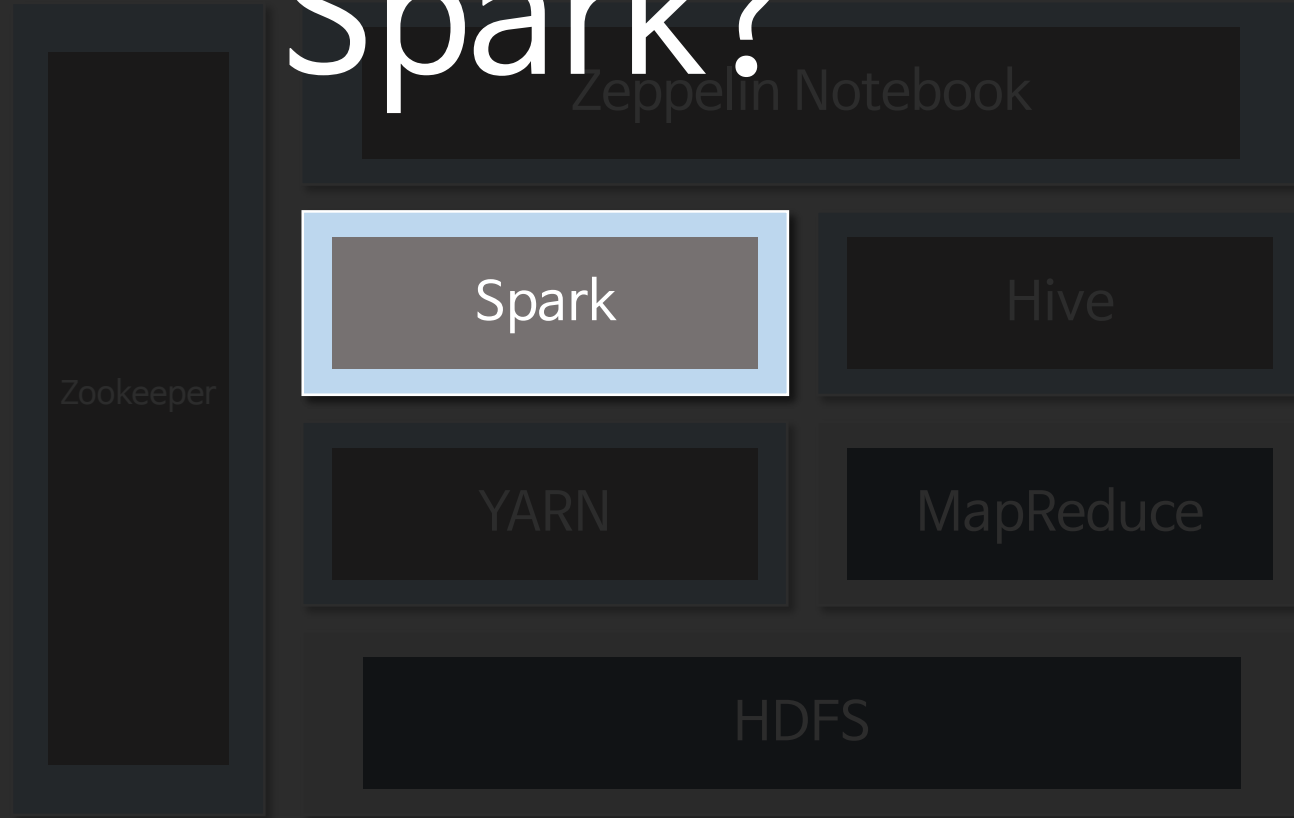 Spark?
Zeppelin Notebook
Spark
Hive
Zookeeper
YARN
MapReduce
HDFS